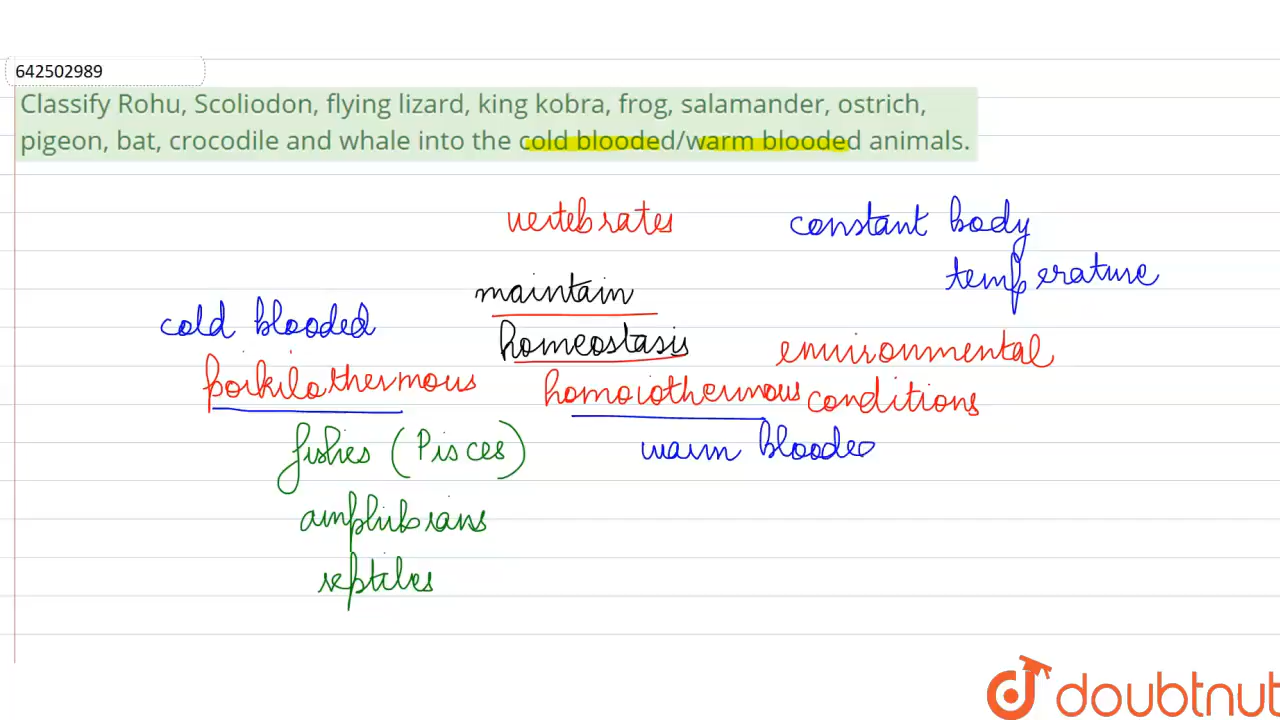 642502989
Classify Rohu, Scoliodon, flying lizard, king kobra, frog, salamander, ostrich,
pigeon, bat, crocodile and whale into the cold blooded/warm blooded animals.
vertebrates
constant body
temperature
maintain
cold blooded
homeostasis
environmental
poikilothermous
homoiothermous
conditions
fishies (Pisces)
warm blooded
amphibians
reptiles
doubtnut